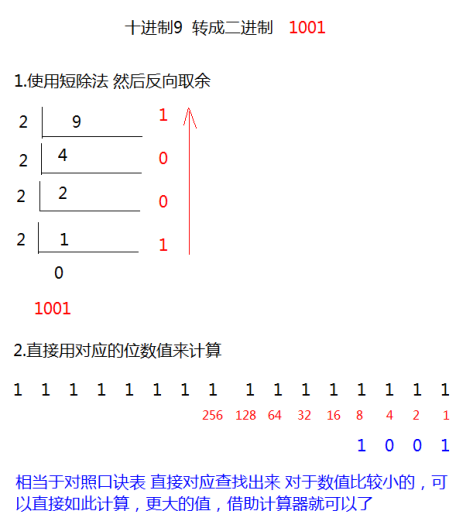 十进制9 转成二进制 1001
1.使用短除法 然后反向取余
2 9 1
2 4 0
2 2 0
2 1 1
0
1001
2.直接用对应的位数值来计算
1 1 1 1 1 1 1 1 1 1 1 1 1 1 1 1
256 128 64 32 16 8 4 2 1
1 0 0 1
相当于对照口诀表 直接对应查找出来 对于数值比较小的，可
以直接如此计算，更大的值，借助计算器就可以了